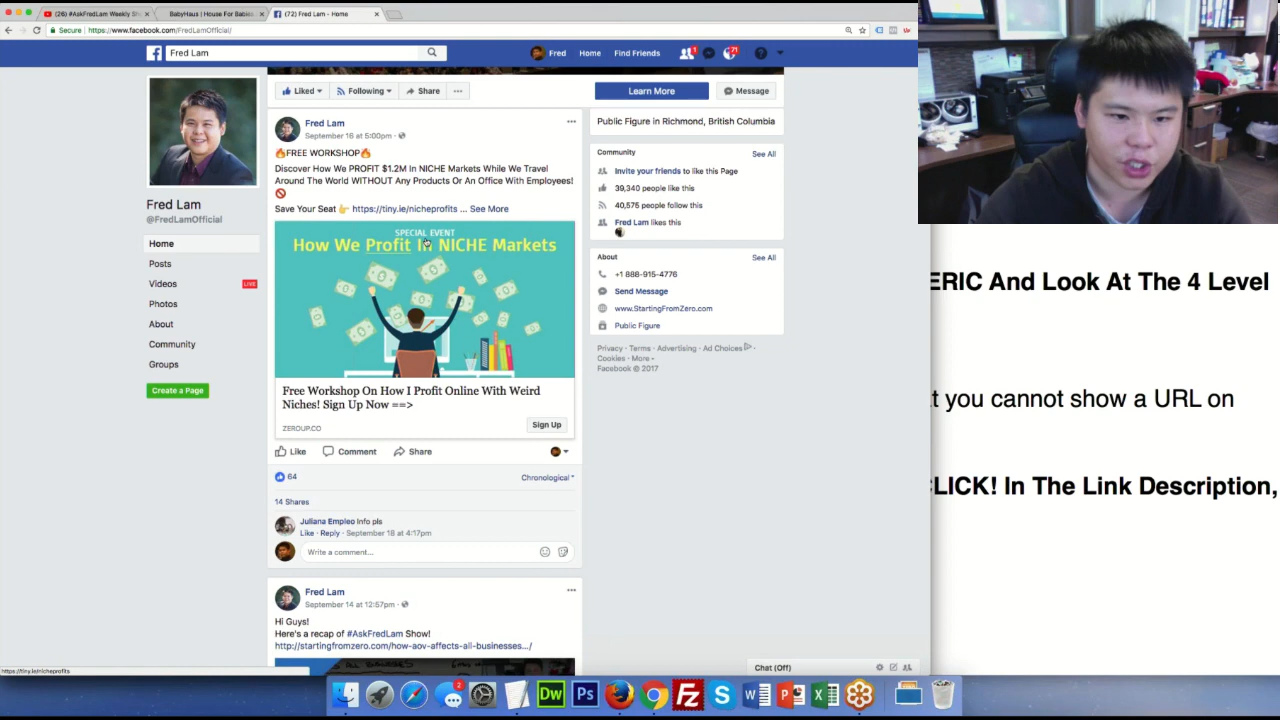 (26) #AskFredLam Weekly Sh
BabyHaus | House For Babies
(72) Fred Lam - Home
Secure
https://www.facebook.com/FredLamOfficial/
Fred Lam
Fred
Home
Find Friends
1
71
Liked
Following
Share
Learn More
Message
Fred Lam
@FredLamOfficial
Home
Posts
Videos
LIVE
Photos
About
Community
Groups
Create a Page
Fred Lam
September 16 at 5:00pm
FREE WORKSHOP
Discover How We PROFIT $1.2M In NICHE Markets While We Travel
Around The World WITHOUT Any Products Or An Office With Employees!
Save Your Seat https://tiny.ie/nicheprofits ... See More
SPECIAL EVENT
How We Profit In NICHE Markets
Free Workshop On How I Profit Online With Weird
Niches! Sign Up Now ==>
ZEROUP.CO
Sign Up
Like
Comment
Share
64
Chronological
14 Shares
Juliana Empleo Info pls
Like · Reply · September 18 at 4:17pm
Write a comment...
Fred Lam
September 14 at 12:57pm
Hi Guys!
Here's a recap of #AskFredLam Show!
http://startingfromzero.com/how-aov-affects-all-businesses.../
Public Figure in Richmond, British Columbia
Community
See All
Invite your friends to like this Page
39,340 people like this
40,575 people follow this
Fred Lam likes this
About
See All
+1 888-915-4776
Send Message
www.StartingFromZero.com
Public Figure
Privacy · Terms · Advertising · Ad Choices ·
Cookies · More
Facebook © 2017
Chat (Off)
https://tiny.ie/nicheprofits
ERIC And Look At The 4 Level
t you cannot show a URL on
CLICK! In The Link Description,
2
Dw
Ps
Fz
S
W
P
X